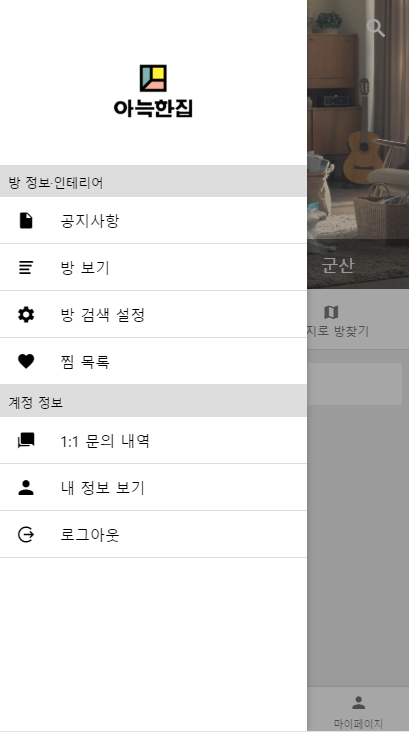 아늑한집
방 정보·인테리어
공지사항
방 보기
방 검색 설정
찜 목록
계정 정보
1:1 문의 내역
내 정보 보기
로그아웃
군산
지로 방찾기
마이페이지